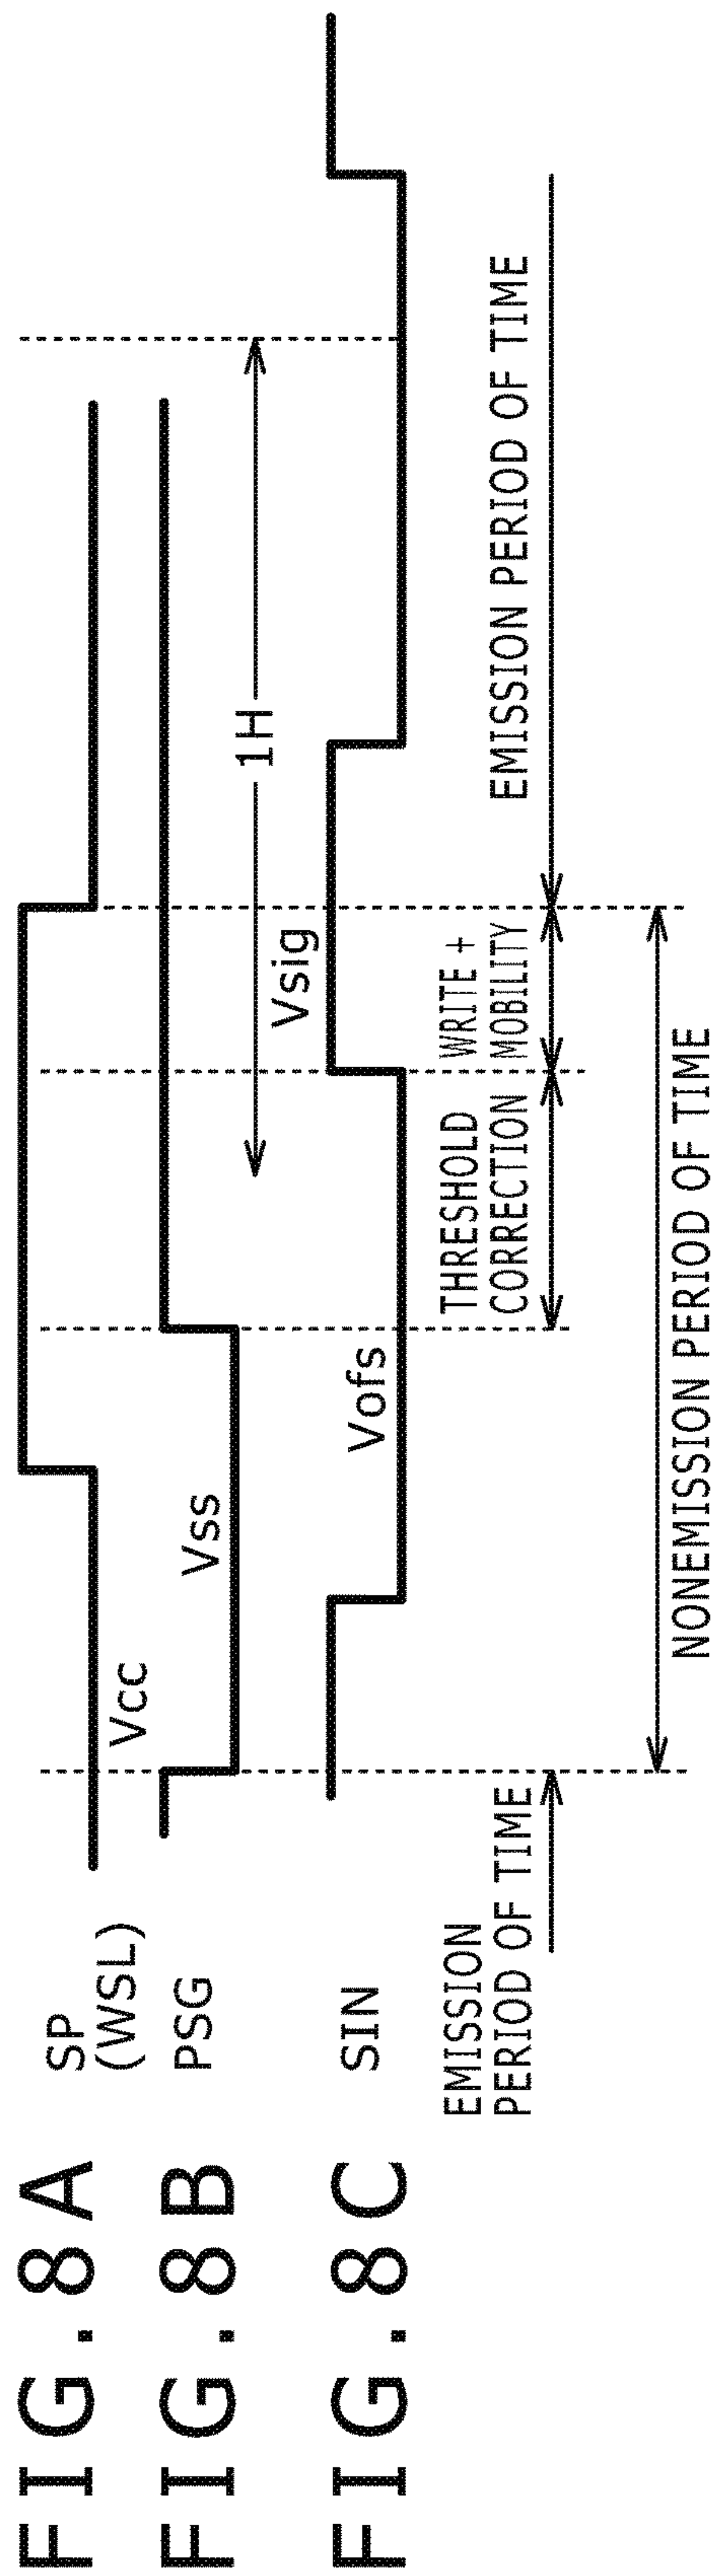 FIG.8A
SP
(WSL)
FIG.8B
PSG
Vcc
Vss
1H
FIG.8C
SIN
Vofs
Vsig
EMISSION
PERIOD OF TIME
THRESHOLD
CORRECTION
WRITE +
MOBILITY
EMISSION PERIOD OF TIME
NONEMISSION PERIOD OF TIME